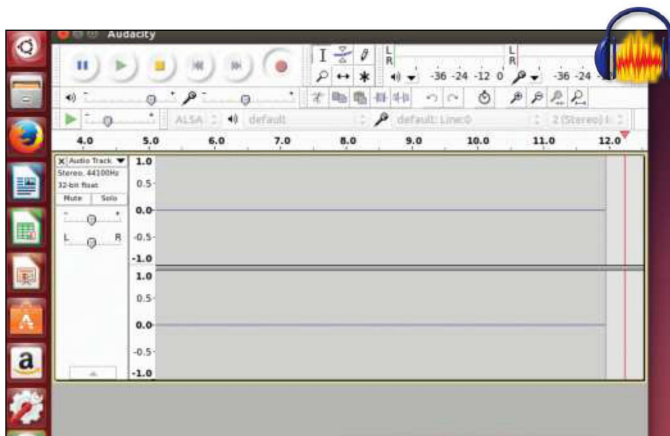 Audacity
L
R
L
R
-36 -24 -12 0
-36 -24
ALSA
default
default: Line:0
2 (Stereo) I
4.0 5.0 6.0 7.0 8.0 9.0 10.0 11.0 12.0
X Audio Track
Stereo, 44100Hz
32-bit float
Mute Solo
- +
L R
1.0
0.5
0.0
-0.5
-1.0
1.0
0.5
0.0
-0.5
-1.0
a